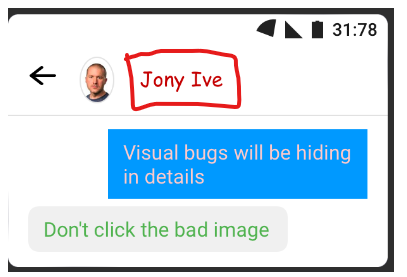 31:78
Jony Ive
Visual bugs will be hiding
in details
Don't click the bad image